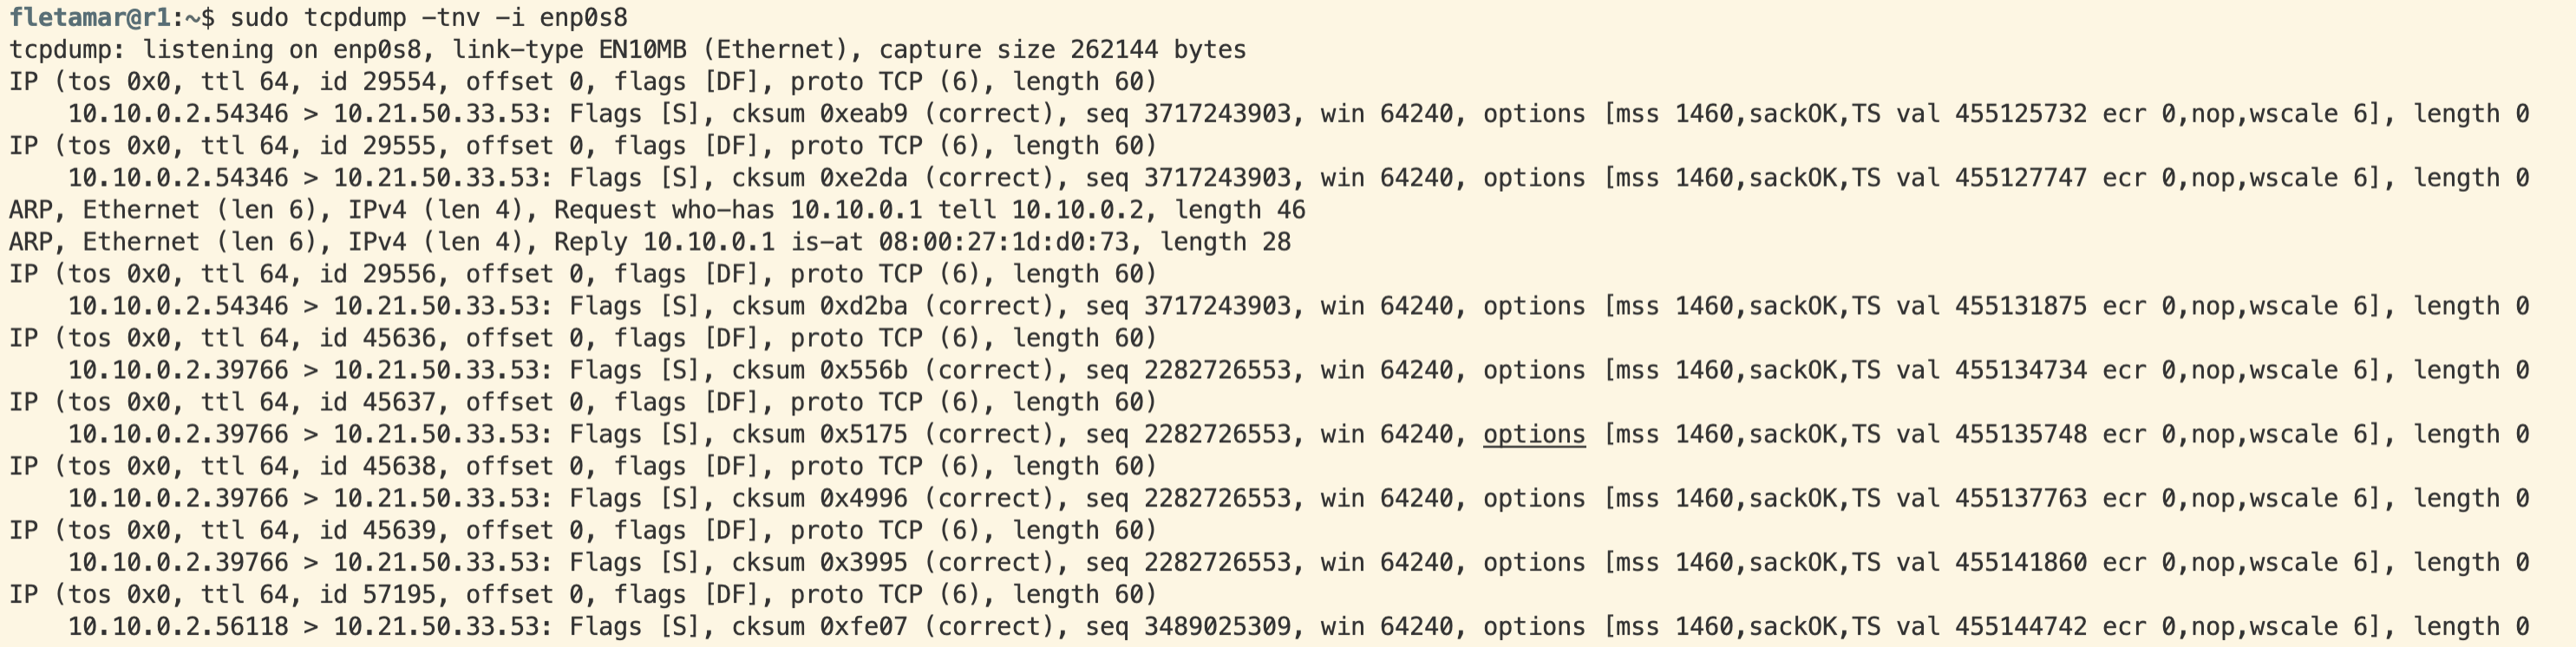 fletamar@r1:~$ sudo tcpdump -tnv -i enp0s8
tcpdump: listening on enp0s8, link-type EN10MB (Ethernet), capture size 262144 bytes
IP (tos 0x0, ttl 64, id 29554, offset 0, flags [DF], proto TCP (6), length 60)
    10.10.0.2.54346 > 10.21.50.33.53: Flags [S], cksum 0xeab9 (correct), seq 3717243903, win 64240, options [mss 1460,sackOK,TS val 455125732 ecr 0,nop,wscale 6], length 0
IP (tos 0x0, ttl 64, id 29555, offset 0, flags [DF], proto TCP (6), length 60)
    10.10.0.2.54346 > 10.21.50.33.53: Flags [S], cksum 0xe2da (correct), seq 3717243903, win 64240, options [mss 1460,sackOK,TS val 455127747 ecr 0,nop,wscale 6], length 0
ARP, Ethernet (len 6), IPv4 (len 4), Request who-has 10.10.0.1 tell 10.10.0.2, length 46
ARP, Ethernet (len 6), IPv4 (len 4), Reply 10.10.0.1 is-at 08:00:27:1d:d0:73, length 28
IP (tos 0x0, ttl 64, id 29556, offset 0, flags [DF], proto TCP (6), length 60)
    10.10.0.2.54346 > 10.21.50.33.53: Flags [S], cksum 0xd2ba (correct), seq 3717243903, win 64240, options [mss 1460,sackOK,TS val 455131875 ecr 0,nop,wscale 6], length 0
IP (tos 0x0, ttl 64, id 45636, offset 0, flags [DF], proto TCP (6), length 60)
    10.10.0.2.39766 > 10.21.50.33.53: Flags [S], cksum 0x556b (correct), seq 2282726553, win 64240, options [mss 1460,sackOK,TS val 455134734 ecr 0,nop,wscale 6], length 0
IP (tos 0x0, ttl 64, id 45637, offset 0, flags [DF], proto TCP (6), length 60)
    10.10.0.2.39766 > 10.21.50.33.53: Flags [S], cksum 0x5175 (correct), seq 2282726553, win 64240, options [mss 1460,sackOK,TS val 455135748 ecr 0,nop,wscale 6], length 0
IP (tos 0x0, ttl 64, id 45638, offset 0, flags [DF], proto TCP (6), length 60)
    10.10.0.2.39766 > 10.21.50.33.53: Flags [S], cksum 0x4996 (correct), seq 2282726553, win 64240, options [mss 1460,sackOK,TS val 455137763 ecr 0,nop,wscale 6], length 0
IP (tos 0x0, ttl 64, id 45639, offset 0, flags [DF], proto TCP (6), length 60)
    10.10.0.2.39766 > 10.21.50.33.53: Flags [S], cksum 0x3995 (correct), seq 2282726553, win 64240, options [mss 1460,sackOK,TS val 455141860 ecr 0,nop,wscale 6], length 0
IP (tos 0x0, ttl 64, id 57195, offset 0, flags [DF], proto TCP (6), length 60)
    10.10.0.2.56118 > 10.21.50.33.53: Flags [S], cksum 0xfe07 (correct), seq 3489025309, win 64240, options [mss 1460,sackOK,TS val 455144742 ecr 0,nop,wscale 6], length 0